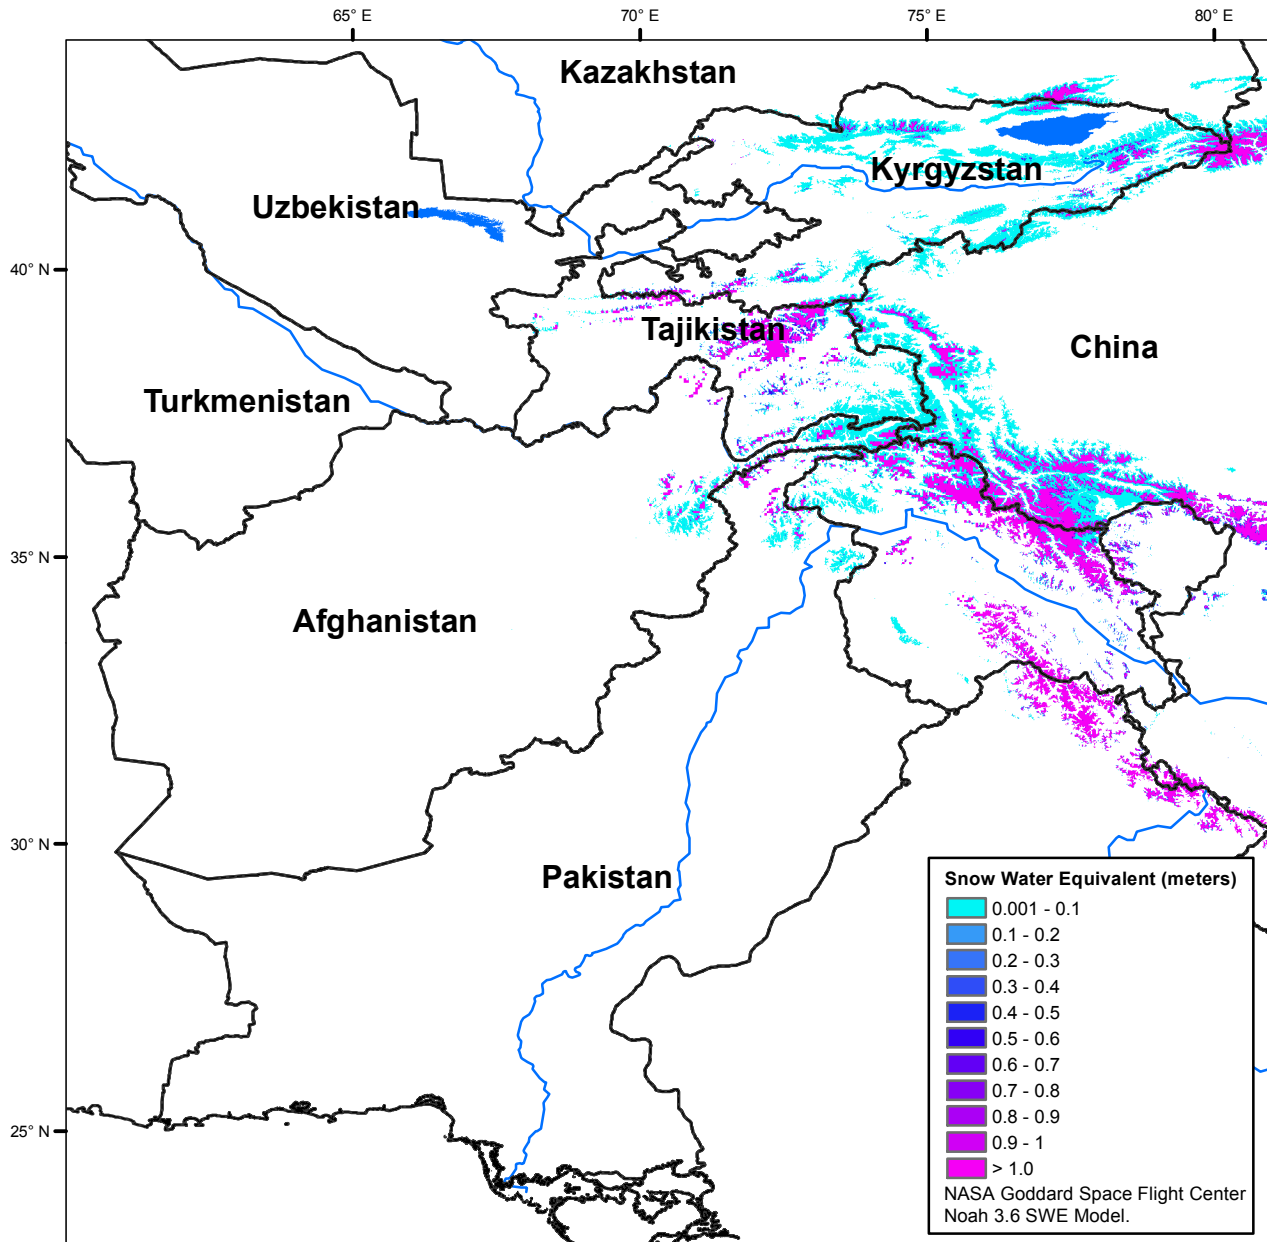 65° E
70° E
75° E
80° E
Kazakhstan
Kyrgyzstan
Uzbekistan
40° N
Tajikistan
China
Turkmenistan
35° N
Afghanistan
30° N
Pakistan
25° N
Snow Water Equivalent (meters)
0.001 - 0.1
0.1 - 0.2
0.2 - 0.3
0.3 - 0.4
0.4 - 0.5
0.5 - 0.6
0.6 - 0.7
0.7 - 0.8
0.8 - 0.9
0.9 - 1
> 1.0
NASA Goddard Space Flight Center
Noah 3.6 SWE Model.